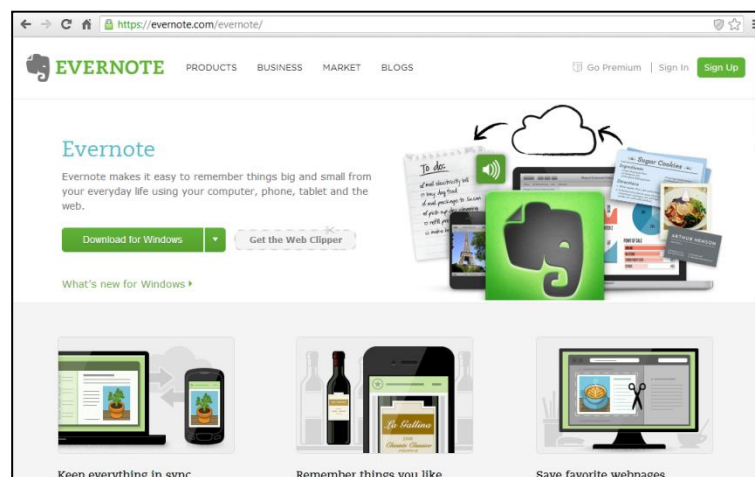 https://evernote.com/evernote/
EVERNOTE PRODUCTS BUSINESS MARKET BLOGS Go Premium | Sign In Sign Up
Evernote
Evernote makes it easy to remember things big and small from
your everyday life using your computer, phone, tablet and the
web.
Download for Windows Get the Web Clipper
What's new for Windows
To do:
Sugar Cookies
ARTHUR HENSON
La Gallina
Keep everything in sync
Remember things you like
Save favorite webpages